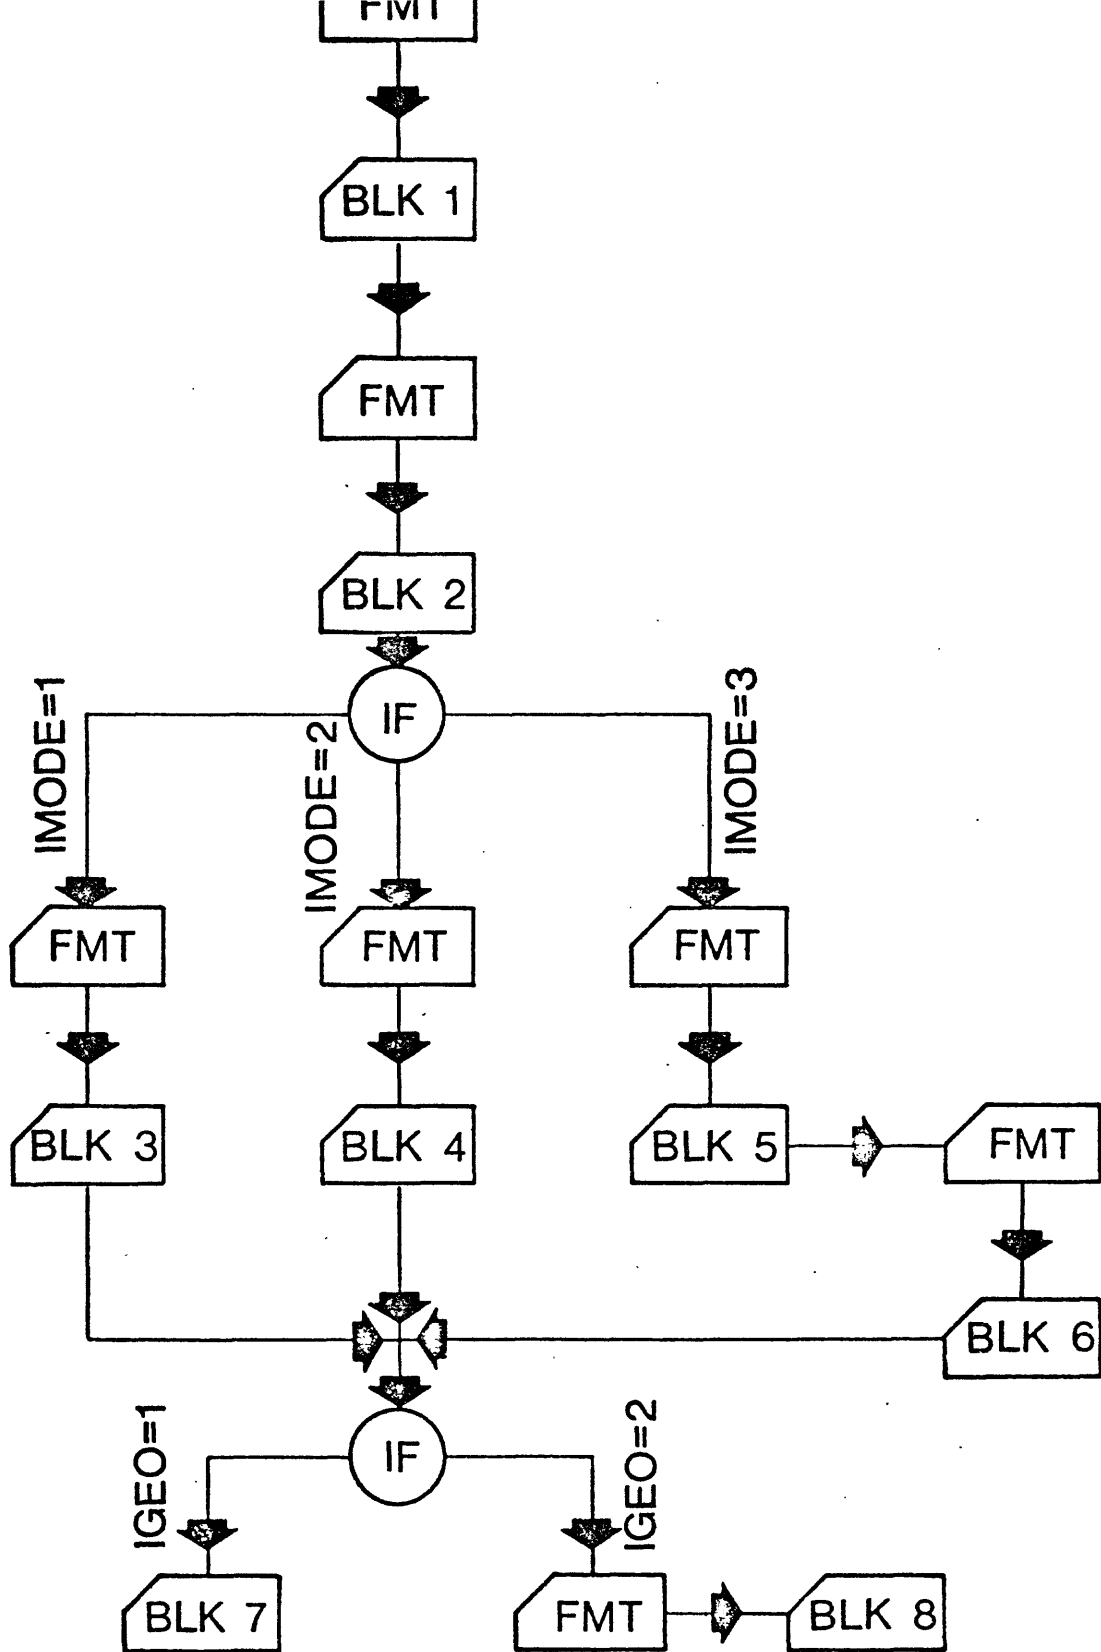 FMT
BLK 1
FMT
BLK 2
IF
IMODE=1
IMODE=2
IMODE=3
FMT
FMT
FMT
BLK 3
BLK 4
BLK 5
FMT
BLK 6
IF
IGEO=1
IGEO=2
BLK 7
FMT
BLK 8